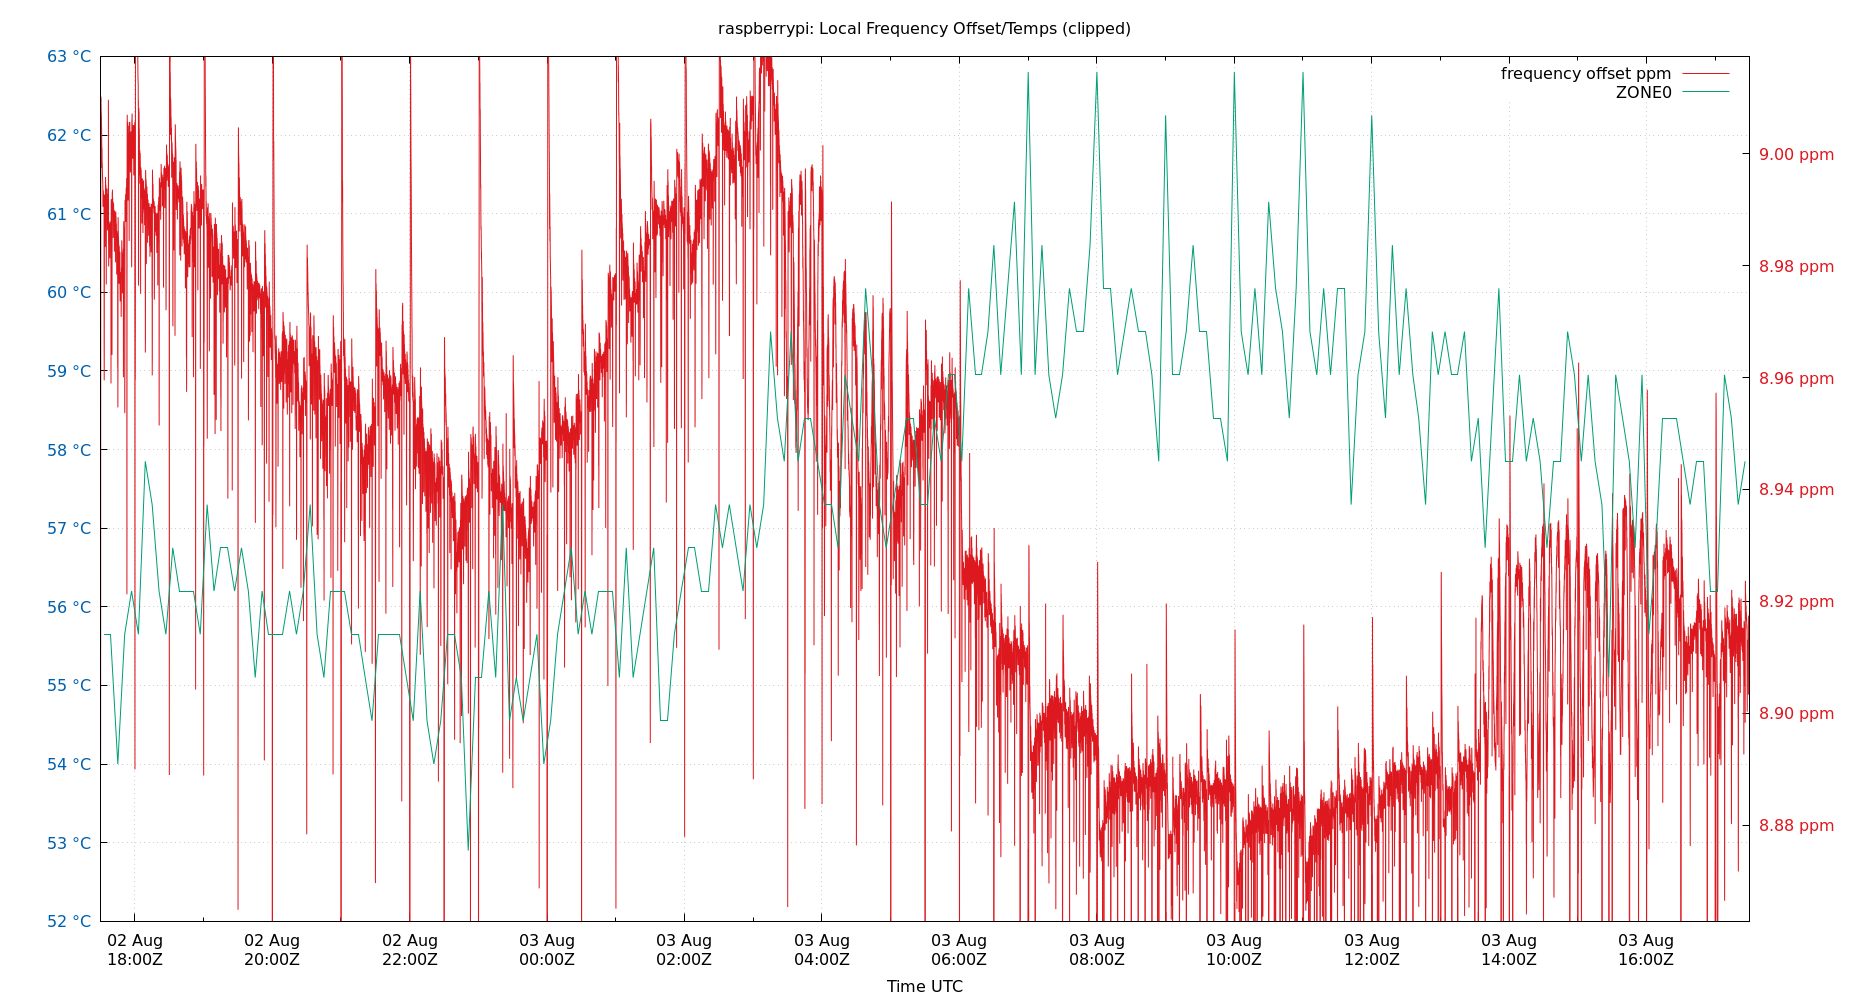 raspberrypi: Local Frequency Offset/Temps (clipped)
63 °C
62 °C
61 °C
60 °C
59 °C
58 °C
57 °C
56 °C
55 °C
54 °C
53 °C
52 °C
frequency offset ppm
ZONE0
9.00 ppm
8.98 ppm
8.96 ppm
8.94 ppm
8.92 ppm
8.90 ppm
8.88 ppm
02 Aug 02 Aug 02 Aug 03 Aug 03 Aug 03 Aug 03 Aug 03 Aug 03 Aug 03 Aug 03 Aug 03 Aug
18:00Z 20:00Z 22:00Z 00:00Z 02:00Z 04:00Z 06:00Z 08:00Z 10:00Z 12:00Z 14:00Z 16:00Z
Time UTC